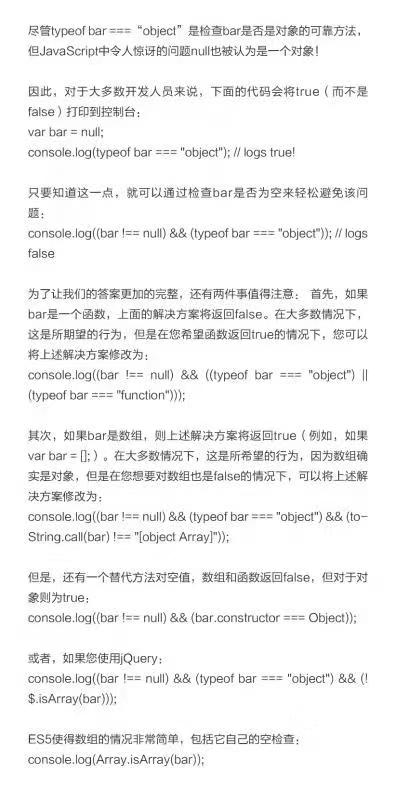 尽管typeof bar ===“object”是检查bar是否是对象的可靠方法，
但JavaScript中令人惊讶的问题null也被认为是一个对象！
因此，对于大多数开发人员来说，下面的代码会将true（而不是
false）打印到控制台：
var bar = null;
console.log(typeof bar === "object"); // logs true!
只要知道这一点，就可以通过检查bar是否为空来轻松避免该问
题：
console.log((bar !== null) && (typeof bar === "object")); // logs
false
为了让我们的答案更加的完整，还有两件事值得注意： 首先，如果
bar是一个函数，上面的解决方案将返回false。在大多数情况下，
这是所期望的行为，但是在您希望函数返回true的情况下，您可以
将上述解决方案修改为：
console.log((bar !== null) && ((typeof bar === "object") ||
(typeof bar === "function")));
其次，如果bar是数组，则上述解决方案将返回true（例如，如果
var bar = [];）。在大多数情况下，这是所希望的行为，因为数组确
实是对象，但是在您想要对数组也是false的情况下，可以将上述解
决方案修改为：
console.log((bar !== null) && (typeof bar === "object") && (to-
String.call(bar) !== "[object Array]"));
但是，还有一个替代方法对空值，数组和函数返回false，但对于对
象则为true：
console.log((bar !== null) && (bar.constructor === Object));
或者，如果您使用jQuery：
console.log((bar !== null) && (typeof bar === "object") && (!
$.isArray(bar)));
ES5使得数组的情况非常简单，包括它自己的空检查：
console.log(Array.isArray(bar));